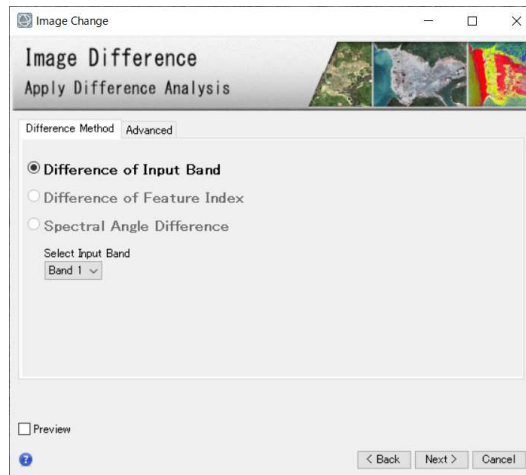 Image Change
Image Difference
Apply Difference Analysis
Difference Method Advanced
Difference of Input Band
Difference of Feature Index
Spectral Angle Difference
Select Input Band
Band 1
Preview
? < Back Next > Cancel